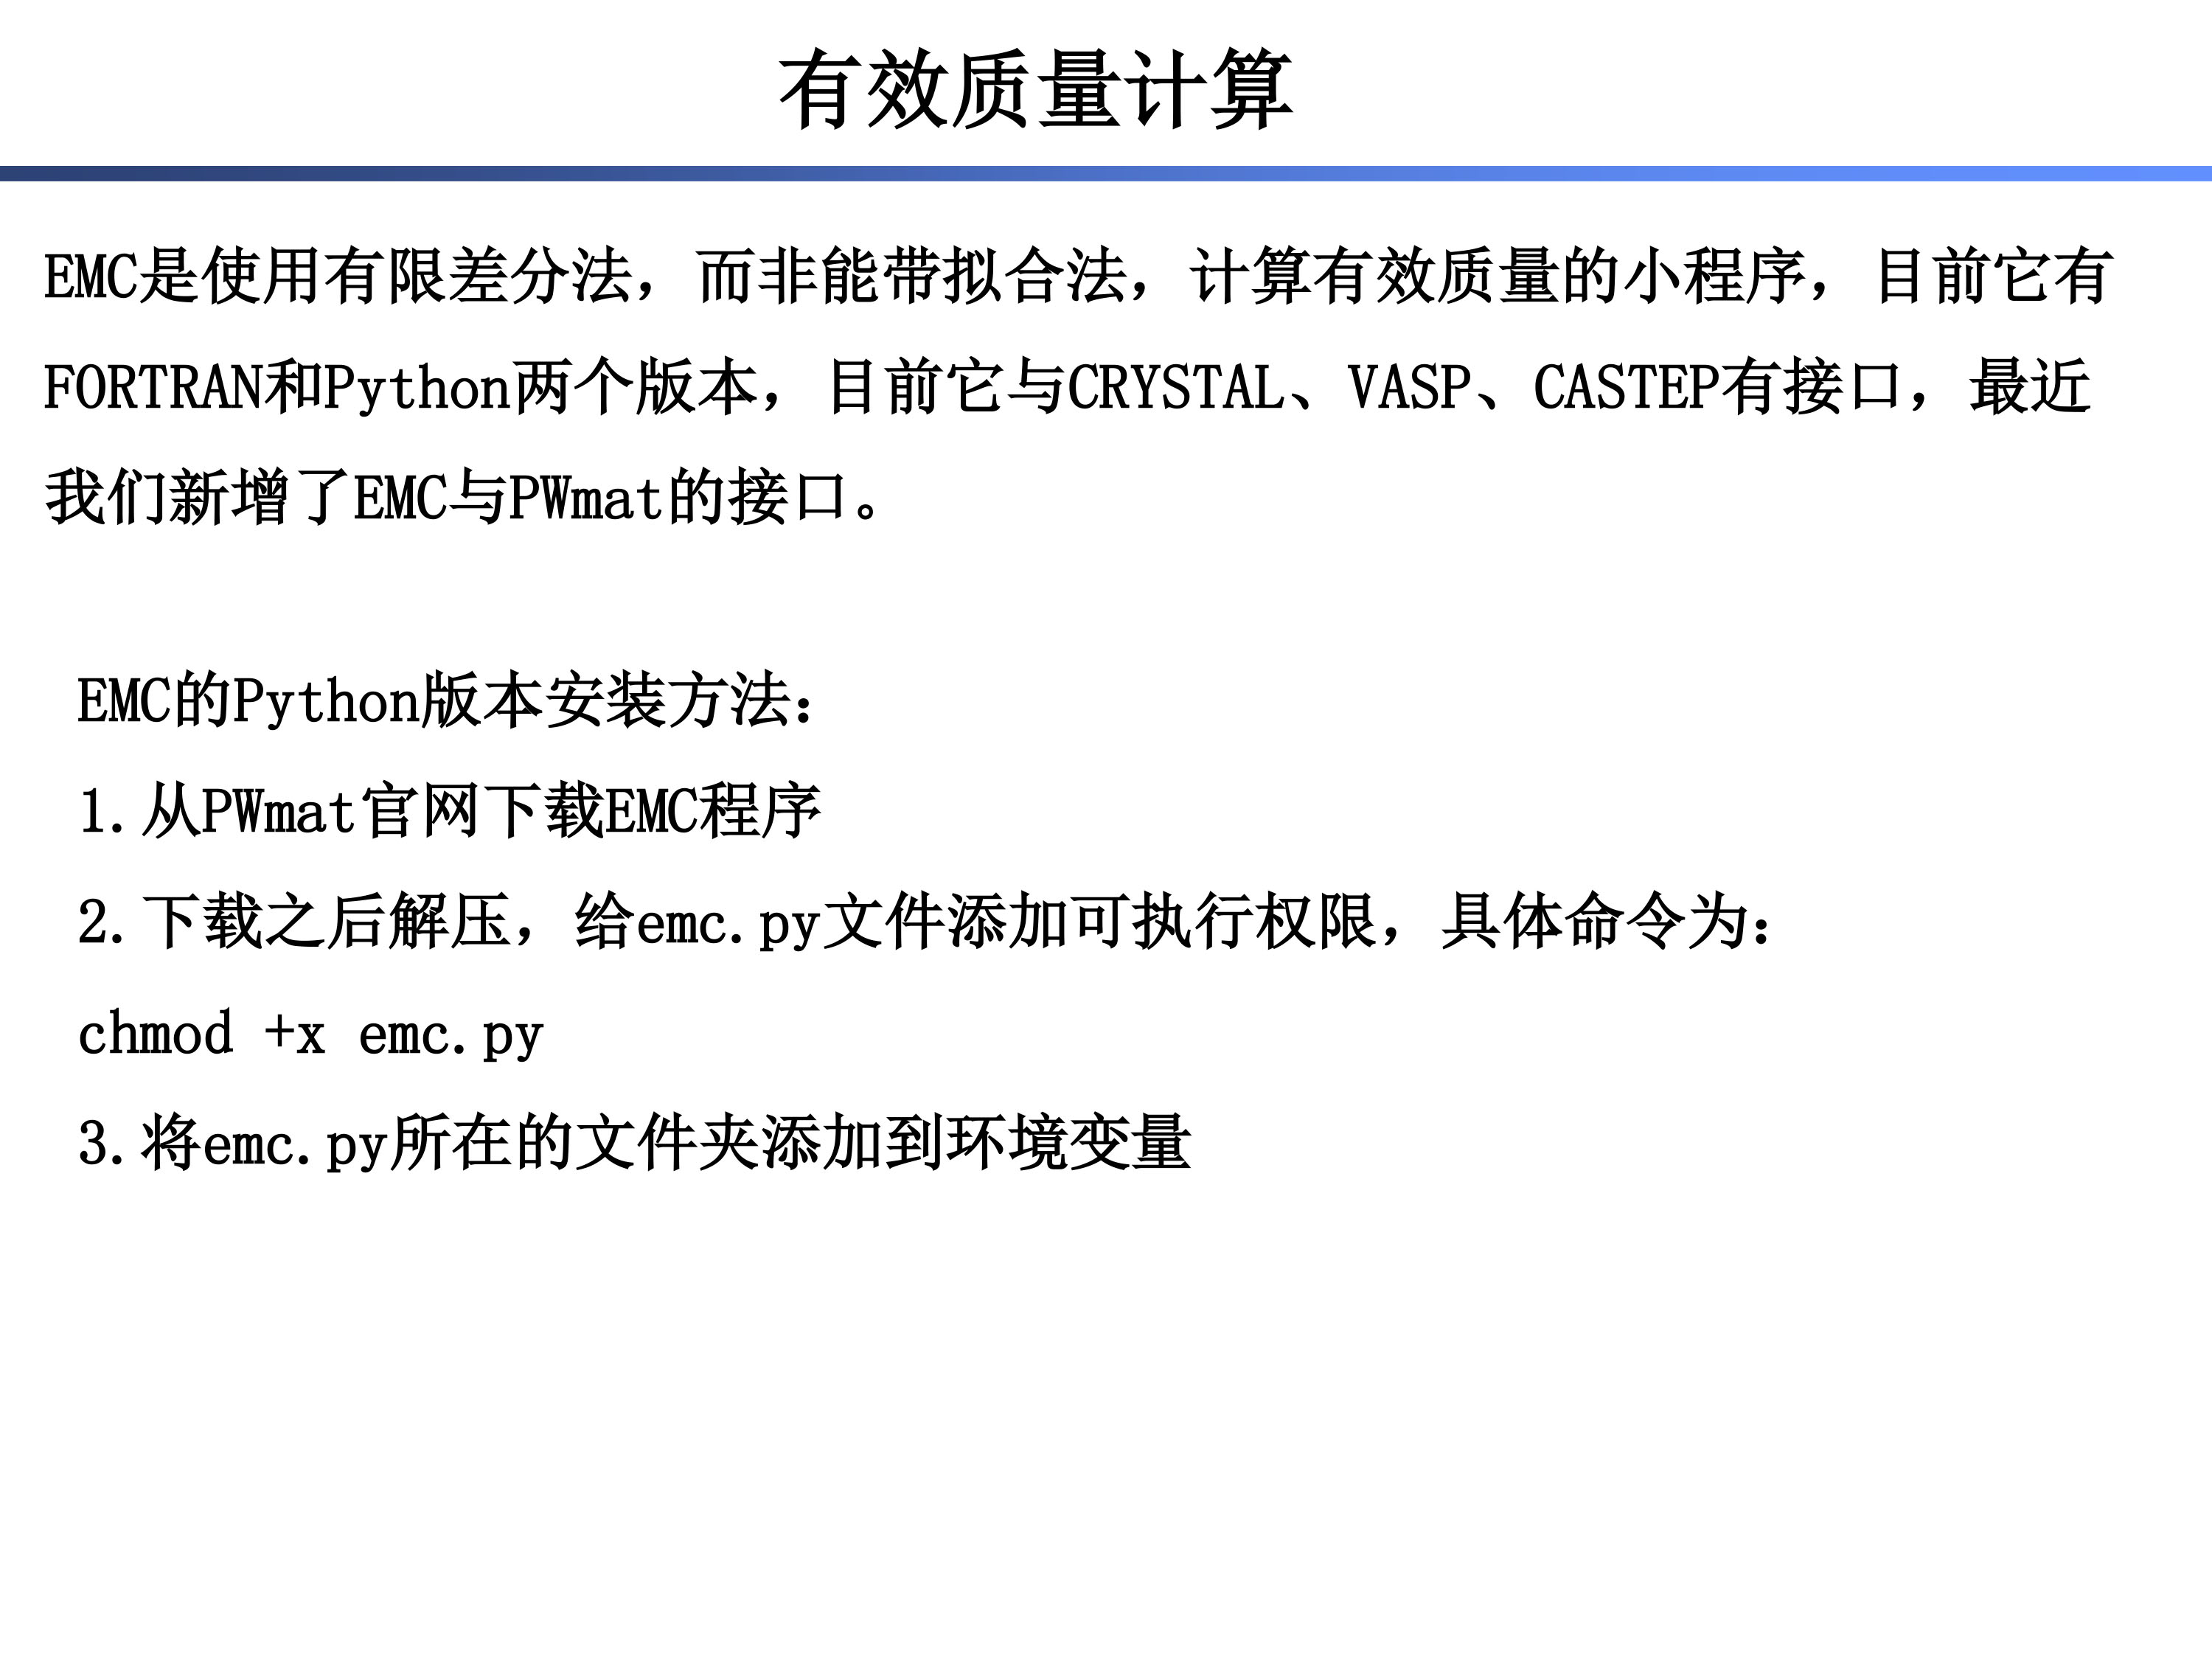 有效质量计算
EMC是使用有限差分法，而非能带拟合法，计算有效质量的小程序，目前它有
FORTRAN和Python两个版本，目前它与CRYSTAL、VASP、CASTEP有接口，最近
我们新增了EMC与PWmat的接口。
EMC的Python版本安装方法：
1.从PWmat官网下载EMC程序
2.下载之后解压，给emc.py文件添加可执行权限，具体命令为：
chmod +x emc.py
3.将emc.py所在的文件夹添加到环境变量